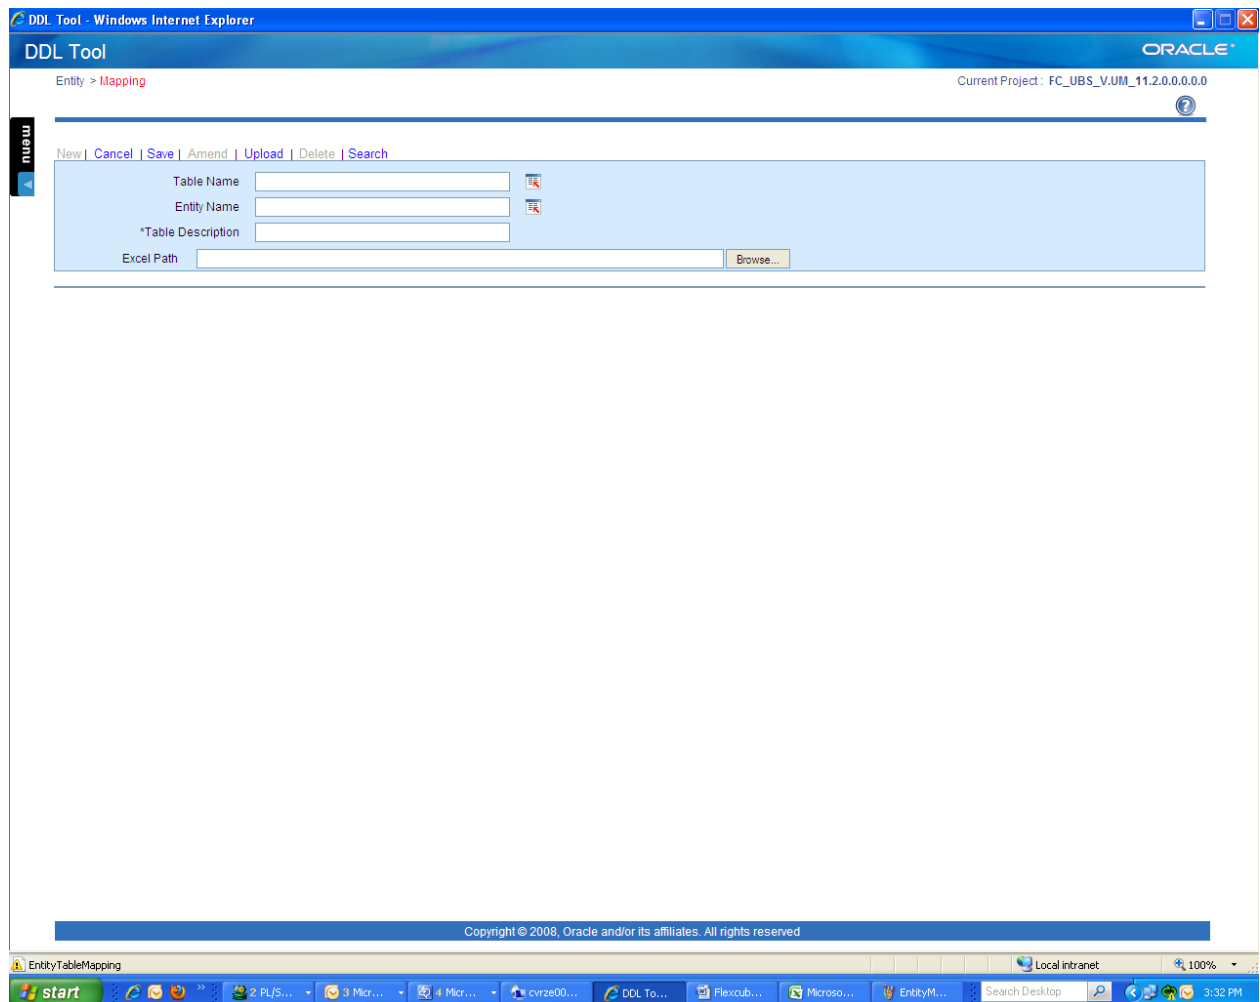 DDL Tool - Windows Internet Explorer
DDL Tool
ORACLE
Entity > Mapping
Current Project : FC_UBS_V.UM_11.2.0.0.0.0.0
menu
New | Cancel | Save | Amend | Upload | Delete | Search
Table Name
Entity Name
*Table Description
Excel Path
Browse...
Copyright © 2008, Oracle and/or its affiliates. All rights reserved
EntityTableMapping
Local intranet
100%
start
2 PL/S...
3 Micr...
4 Micr...
cvrze00...
DDL To...
Flexcub...
Microso...
EntityM...
Search Desktop
3:32 PM